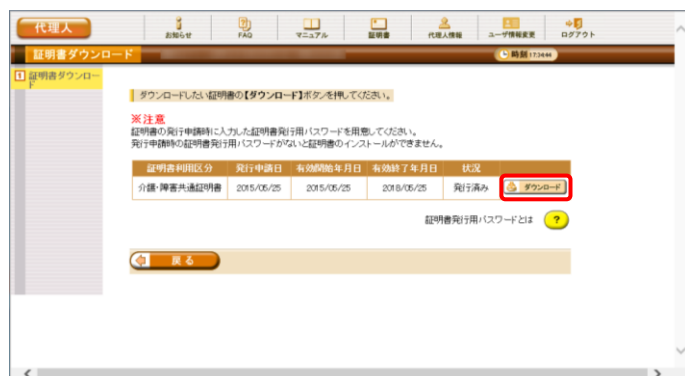 代理人
お知らせ
FAQ
マニュアル
証明書
代理人情報
ユーザ情報変更
ログアウト
証明書ダウンロード
時刻 17:34:44
1 証明書ダウンロー
ド
ダウンロードしたい証明書の【ダウンロード】ボタンを押してください。
※注意
証明書の発行申請時に入力した証明書発行用パスワードを用意してください。
発行申請時の証明書発行用パスワードがないと証明書のインストールができません。
証明書利用区分 発行申請日 有効開始年月日 有効終了年月日 状況
介護・障害共通証明書 2015/05/25 2015/05/25 2018/05/25 発行済み ダウンロード
証明書発行用パスワードとは ?
戻る